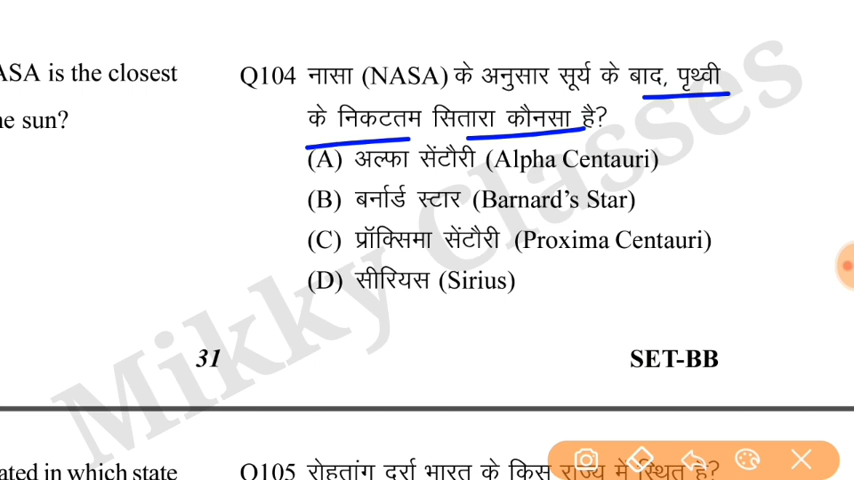 ASA is the closest
e sun?
Q104 नासा (NASA) के अनुसार सूर्य के बाद, पृथ्वी
के निकटतम सितारा कौनसा है?
(A) अल्फा सेंटौरी (Alpha Centauri)
(B) बर्नार्ड स्टार (Barnard’s Star)
(C) प्रॉक्सिमा सेंटौरी (Proxima Centauri)
(D) सीरियस (Sirius)
31
SET-BB
Mikky Classes
ated in which state
Q105 रोहतांग दर्रा भारत के किस राज्य में स्थित है?